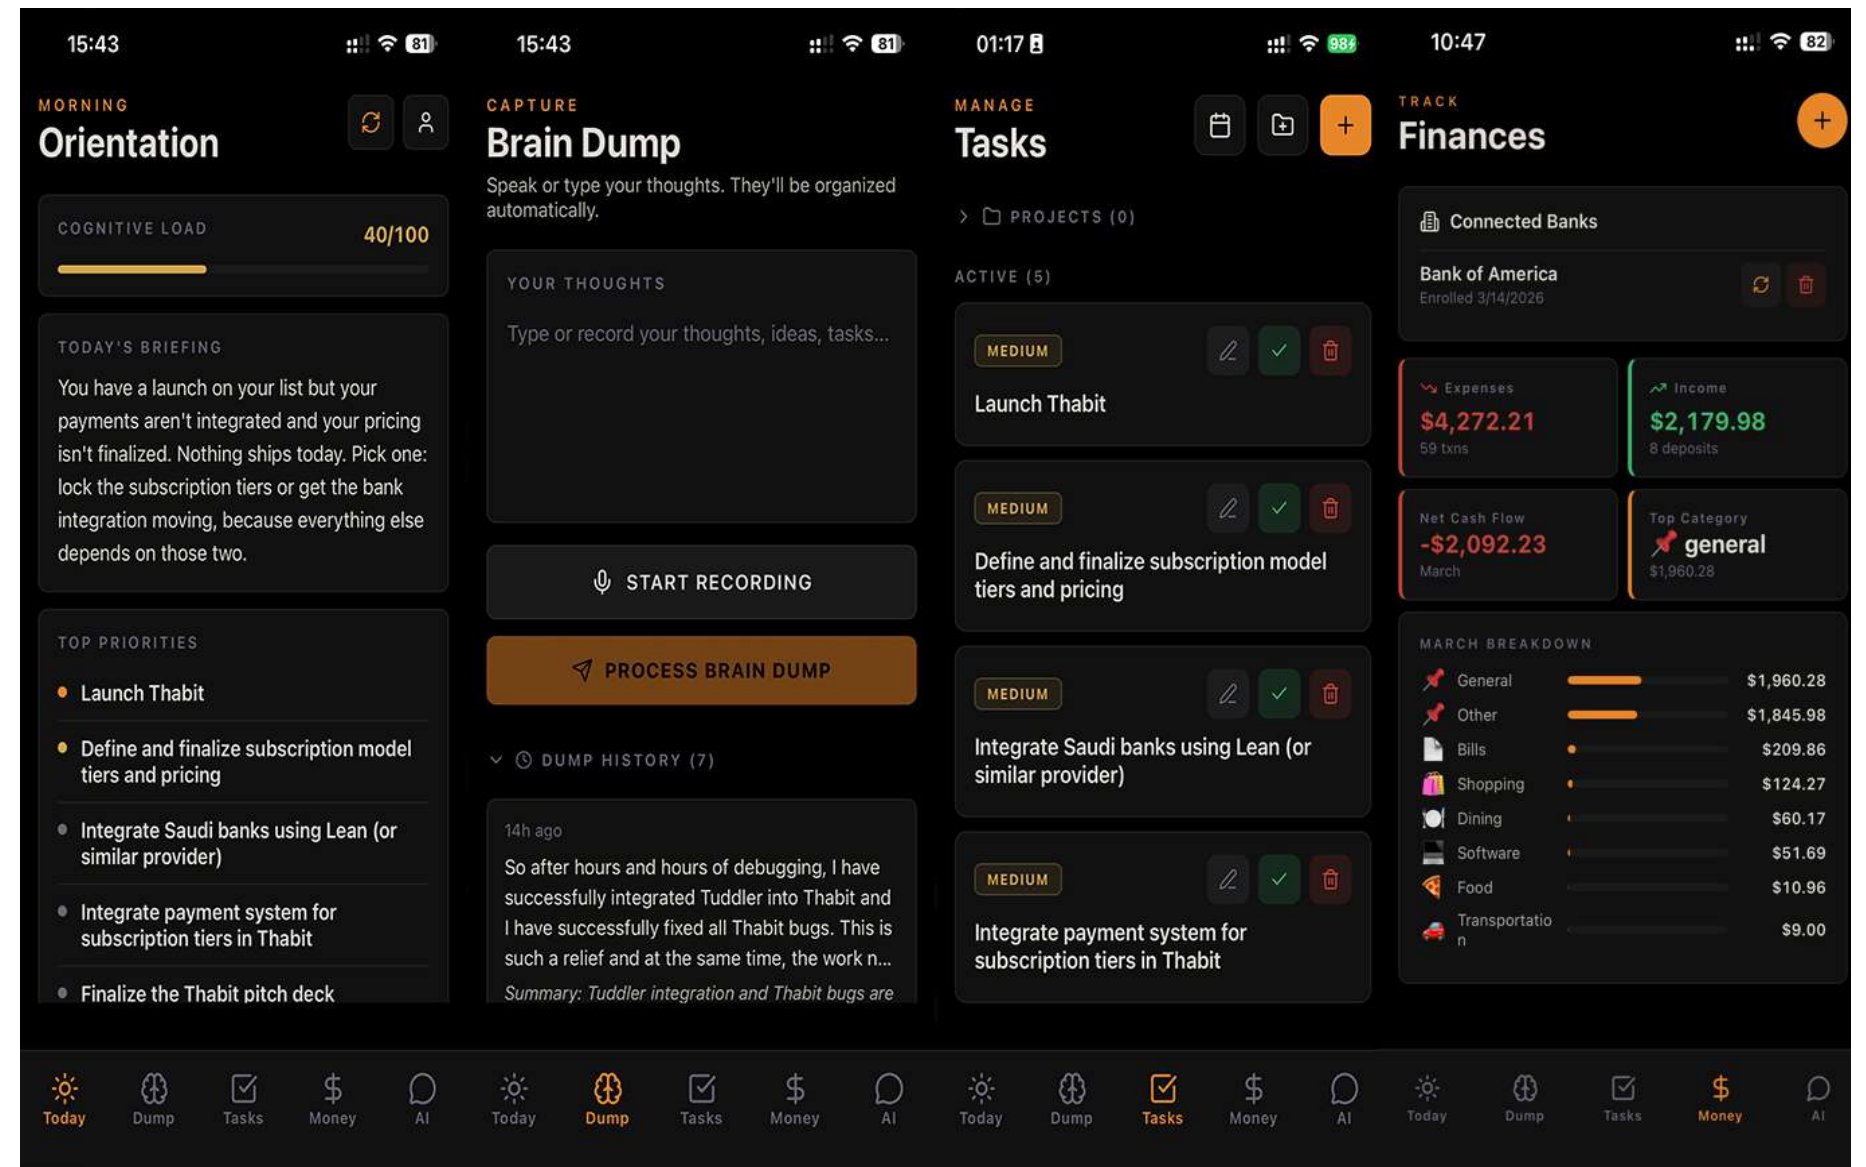 15:43
81
MORNING
Orientation
COGNITIVE LOAD
40/100
TODAY'S BRIEFING
You have a launch on your list but your
payments aren't integrated and your pricing
isn't finalized. Nothing ships today. Pick one:
lock the subscription tiers or get the bank
integration moving, because everything else
depends on those two.
TOP PRIORITIES
Launch Thabit
Define and finalize subscription model
tiers and pricing
Integrate Saudi banks using Lean (or
similar provider)
Integrate payment system for
subscription tiers in Thabit
Finalize the Thabit pitch deck
Today
Dump
Tasks
Money
AI
15:43
81
CAPTURE
Brain Dump
Speak or type your thoughts. They'll be organized
automatically.
YOUR THOUGHTS
Type or record your thoughts, ideas, tasks...
START RECORDING
PROCESS BRAIN DUMP
DUMP HISTORY (7)
14h ago
So after hours and hours of debugging, I have
successfully integrated Tuddler into Thabit and
I have successfully fixed all Thabit bugs. This is
such a relief and at the same time, the work n...
Summary: Tuddler integration and Thabit bugs are
Today
Dump
Tasks
Money
AI
01:17
98
MANAGE
Tasks
PROJECTS (0)
ACTIVE (5)
MEDIUM
Launch Thabit
MEDIUM
Define and finalize subscription model
tiers and pricing
MEDIUM
Integrate Saudi banks using Lean (or
similar provider)
MEDIUM
Integrate payment system for
subscription tiers in Thabit
Today
Dump
Tasks
Money
AI
10:47
82
TRACK
Finances
Connected Banks
Bank of America
Enrolled 3/14/2026
Expenses
$4,272.21
59 txns
Income
$2,179.98
8 deposits
Net Cash Flow
-$2,092.23
March
Top Category
general
$1,960.28
MARCH BREAKDOWN
General $1,960.28
Other $1,845.98
Bills $209.86
Shopping $124.27
Dining $60.17
Software $51.69
Food $10.96
Transportatio
n $9.00
Today
Dump
Tasks
Money
AI